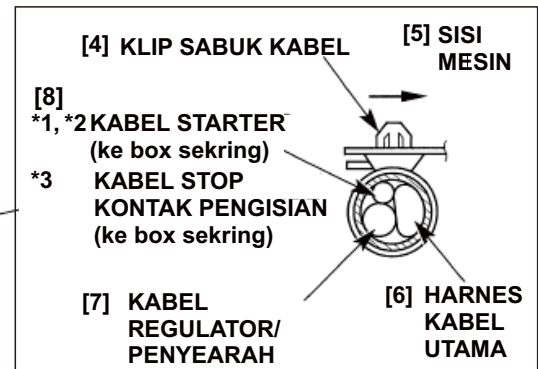 [4] KLIP SABUK KABEL
[5] SISI
MESIN
[8]
*1, *2 KABEL STARTER
(ke box sekring)
*3 KABEL STOP
KONTAK PENGISIAN
(ke box sekring)
[7] KABEL
REGULATOR/
PENYEARAH
[6] HARNES
KABEL
UTAMA